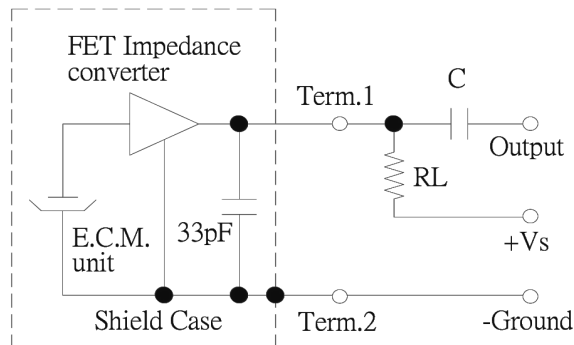 FET Impedance
converter
Term.1
C
Output
RL
+Vs
E.C.M.
unit
33pF
Shield Case
Term.2
-Ground